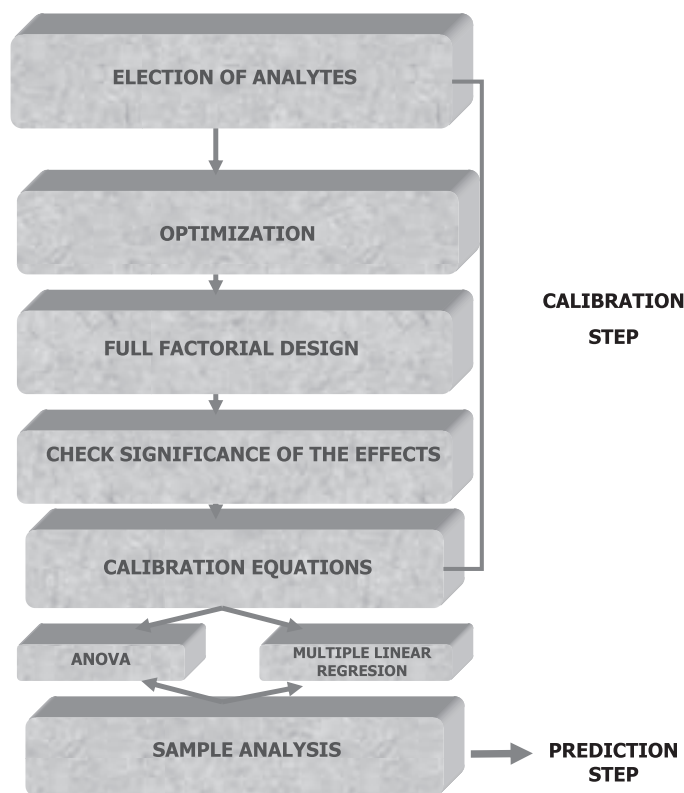 ELECTION OF ANALYTES
OPTIMIZATION
CALIBRATION
STEP
FULL FACTORIAL DESIGN
CHECK SIGNIFICANCE OF THE EFFECTS
CALIBRATION EQUATIONS
ANOVA
MULTIPLE LINEAR
REGRESION
SAMPLE ANALYSIS
PREDICTION
STEP